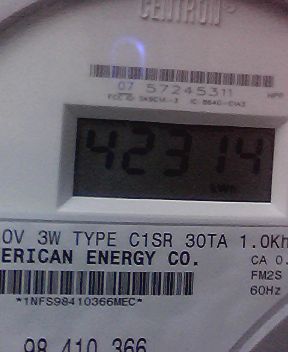 CENTRON
07 57245311
42314
kWh
0V 3W TYPE C1SR 30TA 1.0Kh
ERICAN ENERGY CO.
CA 0.
FM2S
*1NFS98410366MEC*
60Hz
98 410 366